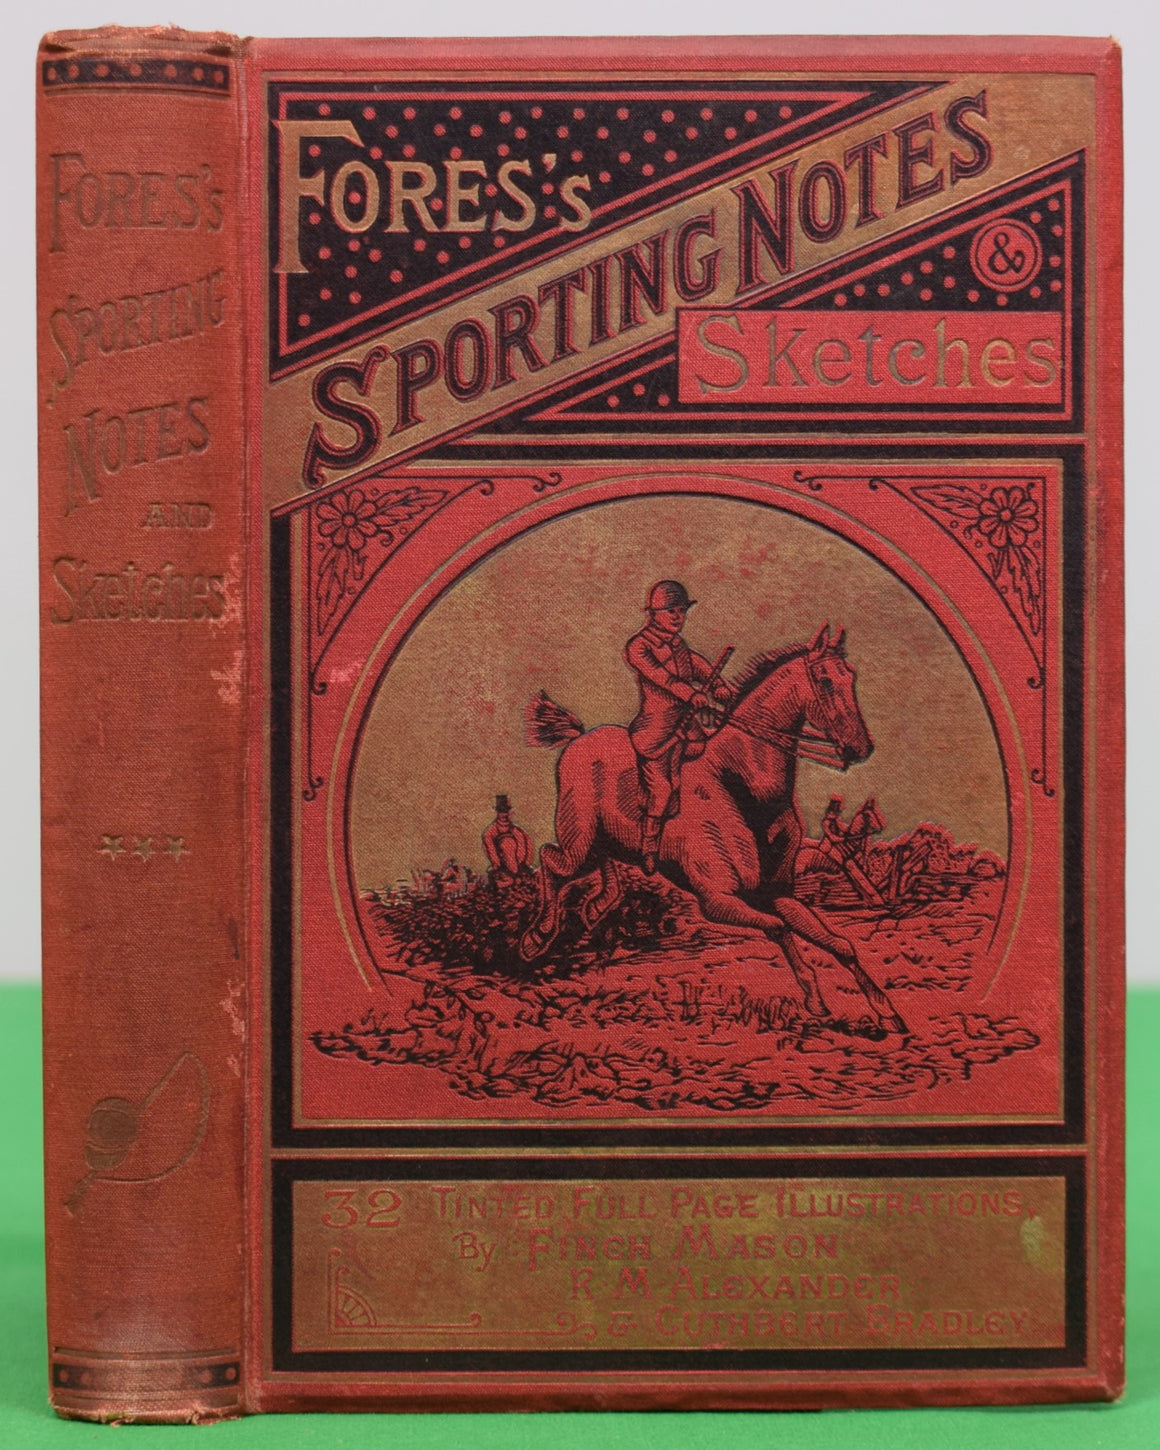 FORES'S
SPORTING
NOTES
AND
Sketches
FORES'S
SPORTING NOTES
&
Sketches
32 TINTED FULL PAGE ILLUSTRATIONS,
By FINCH MASON
R. M. ALEXANDER
& CUTHBERT BRADLEY.